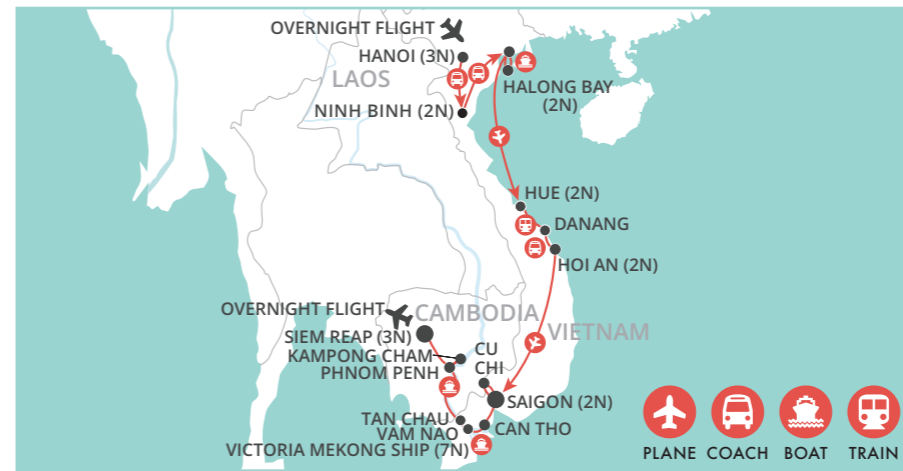 OVERNIGHT FLIGHT
HANOI (3N)
LAOS
HALONG BAY
(2N)
NINH BINH (2N)
HUE (2N)
DANANG
HOI AN (2N)
OVERNIGHT FLIGHT
CAMBODIA
VIETNAM
SIEM REAP (3N)
KAMPONG CHAM
PHNOM PENH
CU
CHI
SAIGON (2N)
TAN CHAU
VAM NAO
CAN THO
VICTORIA MEKONG SHIP (7N)
PLANE COACH BOAT TRAIN